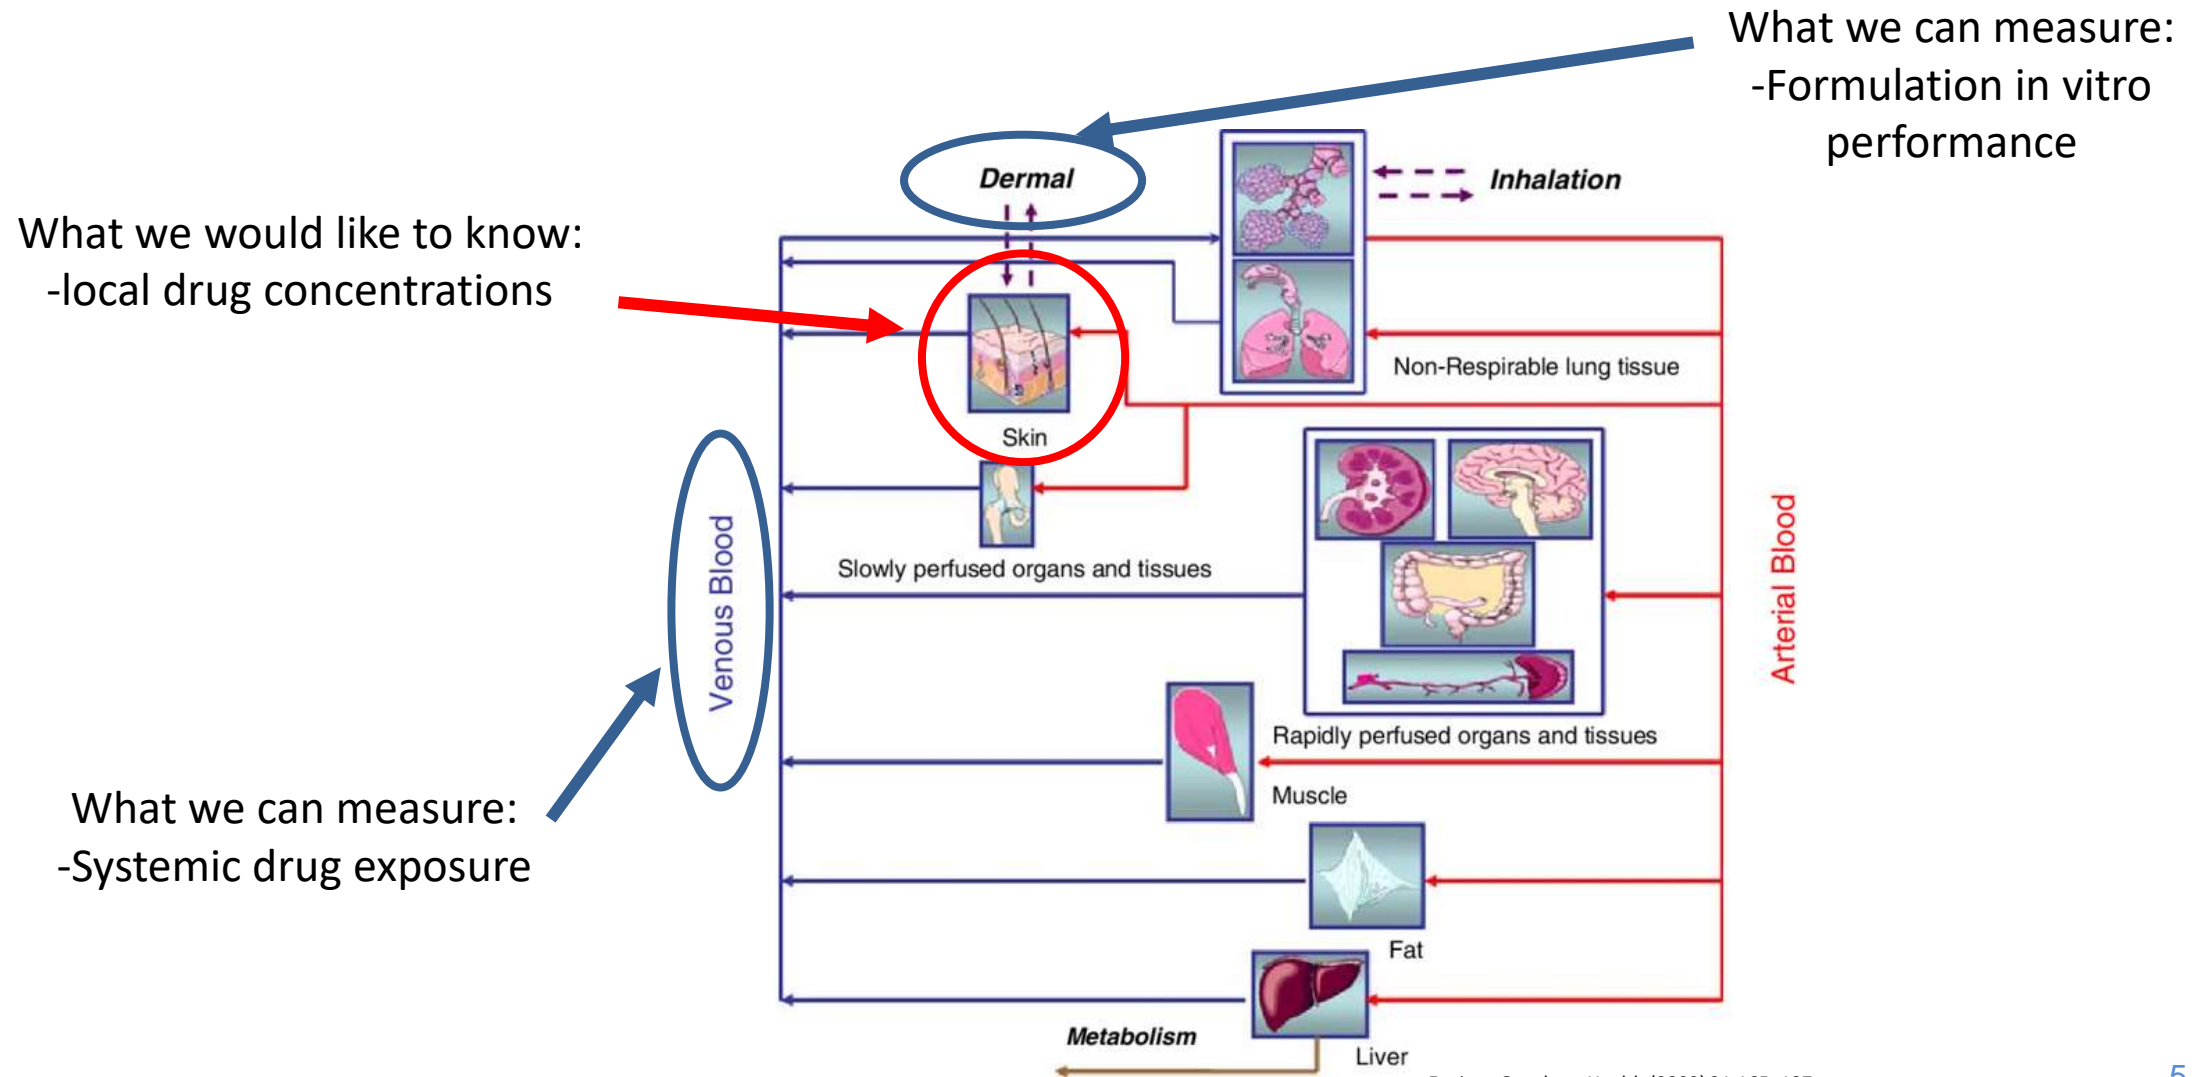 What we can measure:
-Formulation in vitro
performance
Dermal
Inhalation
What we would like to know:
-local drug concentrations
Non-Respirable lung tissue
Skin
Venous Blood
Arterial Blood
Slowly perfused organs and tissues
Rapidly perfused organs and tissues
Muscle
What we can measure:
-Systemic drug exposure
Fat
Metabolism
Liver
5